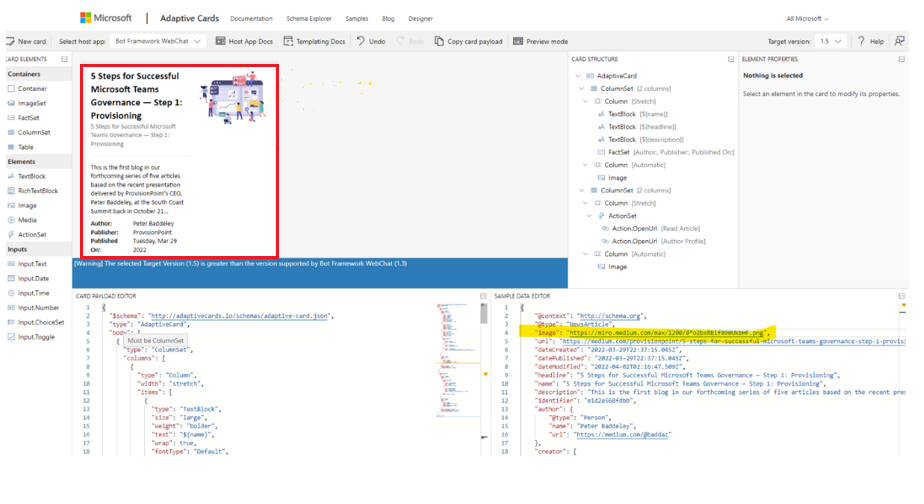 Microsoft | Adaptive Cards Documentation Schema Explorer Samples Blog Designer All Microsoft
New card Select host app: Bot Framework WebChat Host App Docs Templating Docs Undo Redo Copy card payload Preview mode Target version: 1.5 Help
CARD ELEMENTS
Containers
Container
ImageSet
FactSet
ColumnSet
Table
Elements
TextBlock
RichTextBlock
Image
Media
ActionSet
Inputs
Input.Text
Input.Date
Input.Time
Input.Number
Input.ChoiceSet
Input.Toggle
5 Steps for Successful
Microsoft Teams
Governance — Step 1:
Provisioning
5 Steps for Successful Microsoft
Teams Governance — Step 1:
Provisioning
This is the first blog in our
forthcoming series of five articles
based on the recent presentation
delivered by ProvisionPoint's CEO,
Peter Baddeley, at the South Coast
Summit back in October 21...
Author: Peter Baddeley
Publisher: ProvisionPoint
Published Tuesday, Mar 29
On: 2022
[Warning] The selected Target Version (1.5) is greater than the version supported by Bot Framework WebChat (1.3)
CARD STRUCTURE
AdaptiveCard
ColumnSet [2 columns]
Column [Stretch]
TextBlock [${name}]
TextBlock [${headline}]
TextBlock [${description}]
FactSet [Author:, Publisher:, Published On:]
Column [Automatic]
Image
ColumnSet [2 columns]
Column [Stretch]
ActionSet
Action.OpenUrl [Read Article]
Action.OpenUrl [Author Profile]
Column [Automatic]
Image
ELEMENT PROPERTIES
Nothing is selected
Select an element in the card to modify its properties.
CARD PAYLOAD EDITOR
1 {
2 "$schema": "http://adaptivecards.io/schemas/adaptive-card.json",
3 "type": "AdaptiveCard",
4 "body": [
5 {
Must be ColumnSet
6 "type": "ColumnSet",
7 "columns": [
8 {
9 "type": "Column",
10 "width": "stretch",
11 "items": [
12 {
13 "type": "TextBlock",
14 "size": "large",
15 "weight": "bolder",
16 "text": "${name}",
17 "wrap": true,
18 "fontType": "Default",
SAMPLE DATA EDITOR
1 {
2 "@context": "http://schema.org",
3 "@type": "NewsArticle",
4 "image":
5 "url": "https://medium.com/provisionpoint/5-steps-for-successful-microsoft-teams-governance-step-1-provisi
6 "dateCreated": "2022-03-29T22:37:15.045Z",
7 "datePublished": "2022-03-29T22:37:15.045Z",
8 "dateModified": "2022-04-02T02:16:47.509Z",
9 "headline": "5 Steps for Successful Microsoft Teams Governance — Step 1: Provisioning",
10 "name": "5 Steps for Successful Microsoft Teams Governance — Step 1: Provisioning",
11 "description": "This is the first blog in our forthcoming series of five articles based on the recent pres
12 "identifier": "e1d2e560fdbb",
13 "author": {
14 "@type": "Person",
15 "name": "Peter Baddeley",
16 "url": "https://medium.com/@baddaz"
17 },
18 "creator": [